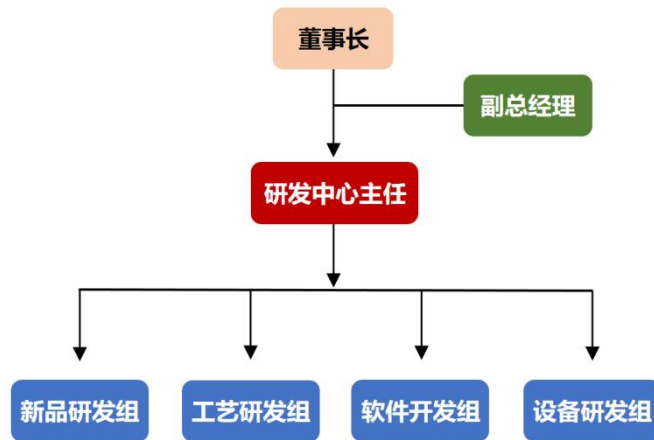 董事长
副总经理
研发中心主任
新品研发组
工艺研发组
软件开发组
设备研发组